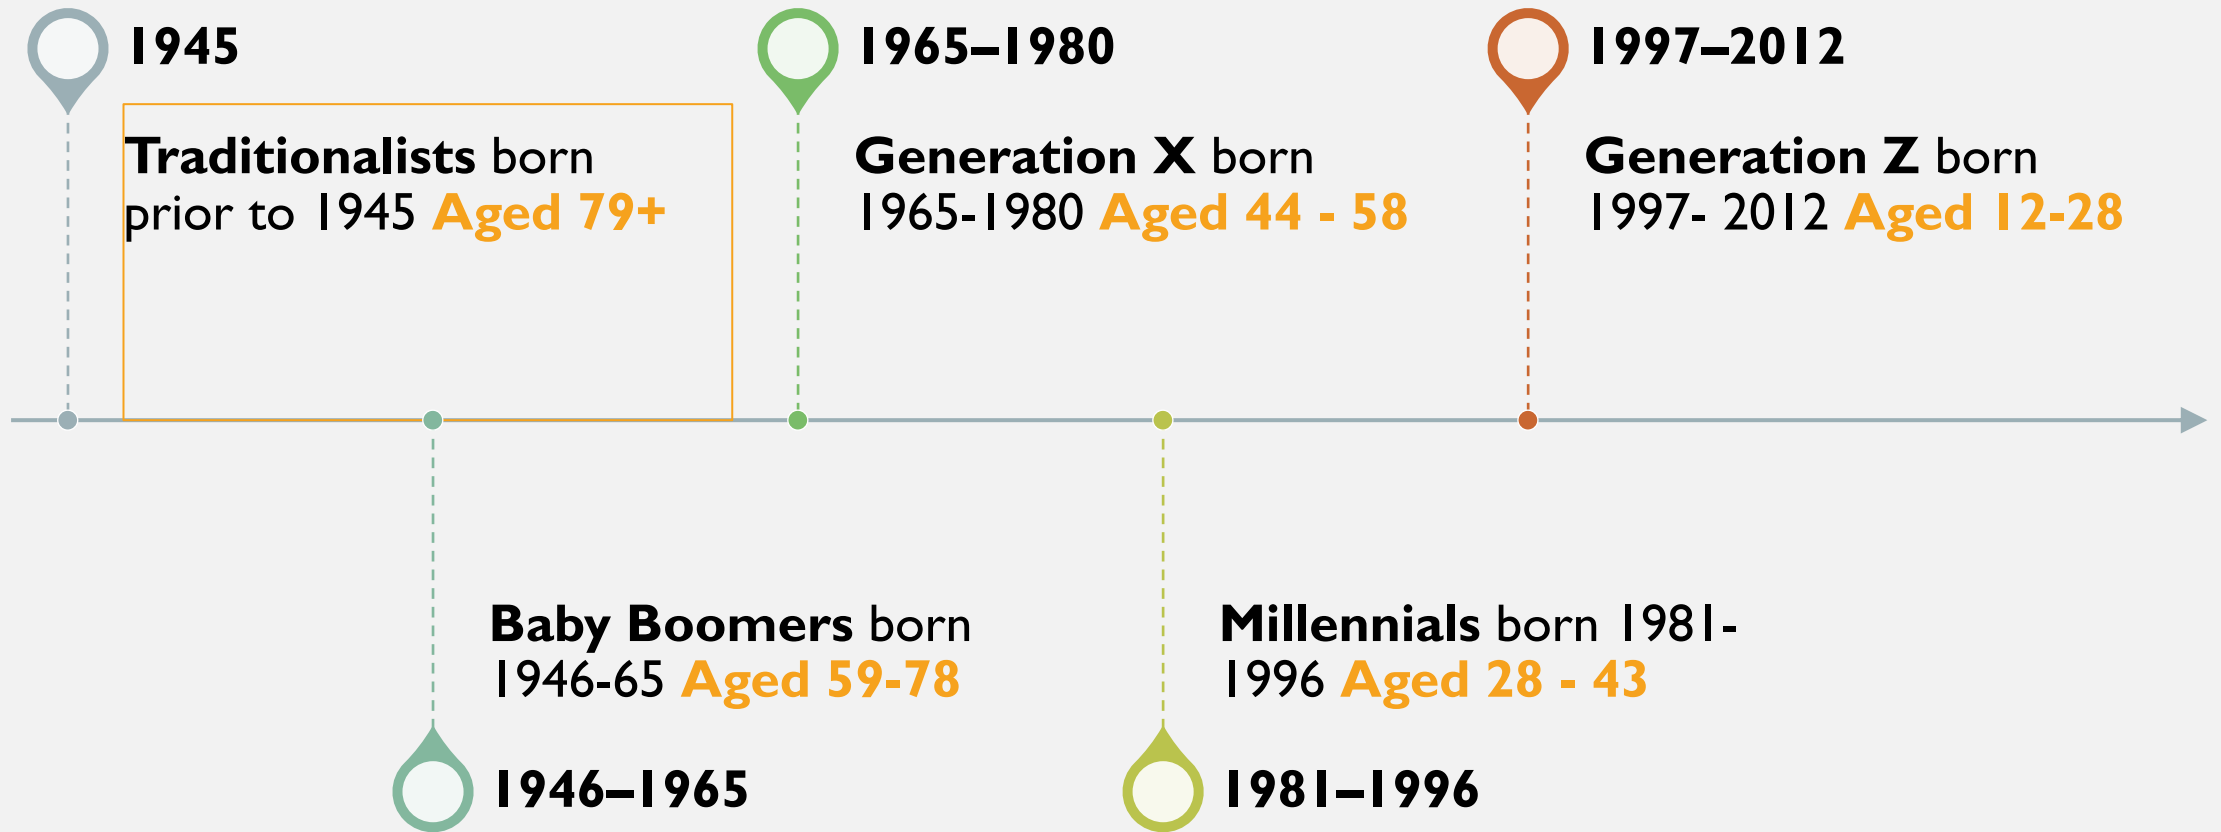 1945
Traditionalists born
prior to 1945 Aged 79+
1946–1965
Baby Boomers born
1946-65 Aged 59-78
1965–1980
Generation X born
1965-1980 Aged 44 - 58
1981–1996
Millennials born 1981-
1996 Aged 28 - 43
1997–2012
Generation Z born
1997- 2012 Aged 12-28